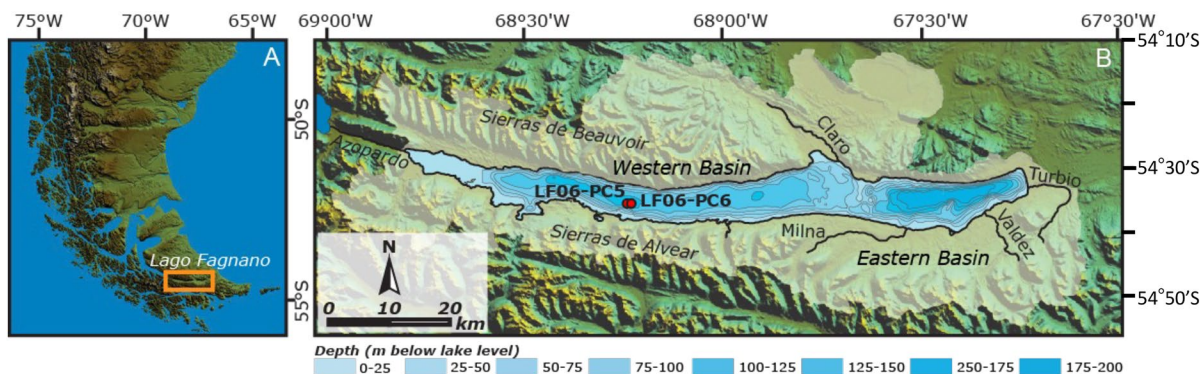 75°W 70°W 65°W
69°00'W 68°30'W 68°00'W 67°30'W 67°30'W
A
50°S
55°S
Lago Fagnano
B
54°10'S
54°30'S
54°50'S
Azopardo
Sierras de Beauvoir
Western Basin
Claro
Turbio
LF06-PC5
LF06-PC6
Sierras de Alvear
Milna
Valdez
Eastern Basin
N
0 10 20
km
Depth (m below lake level)
0-25 25-50 50-75 75-100 100-125 125-150 250-175 175-200